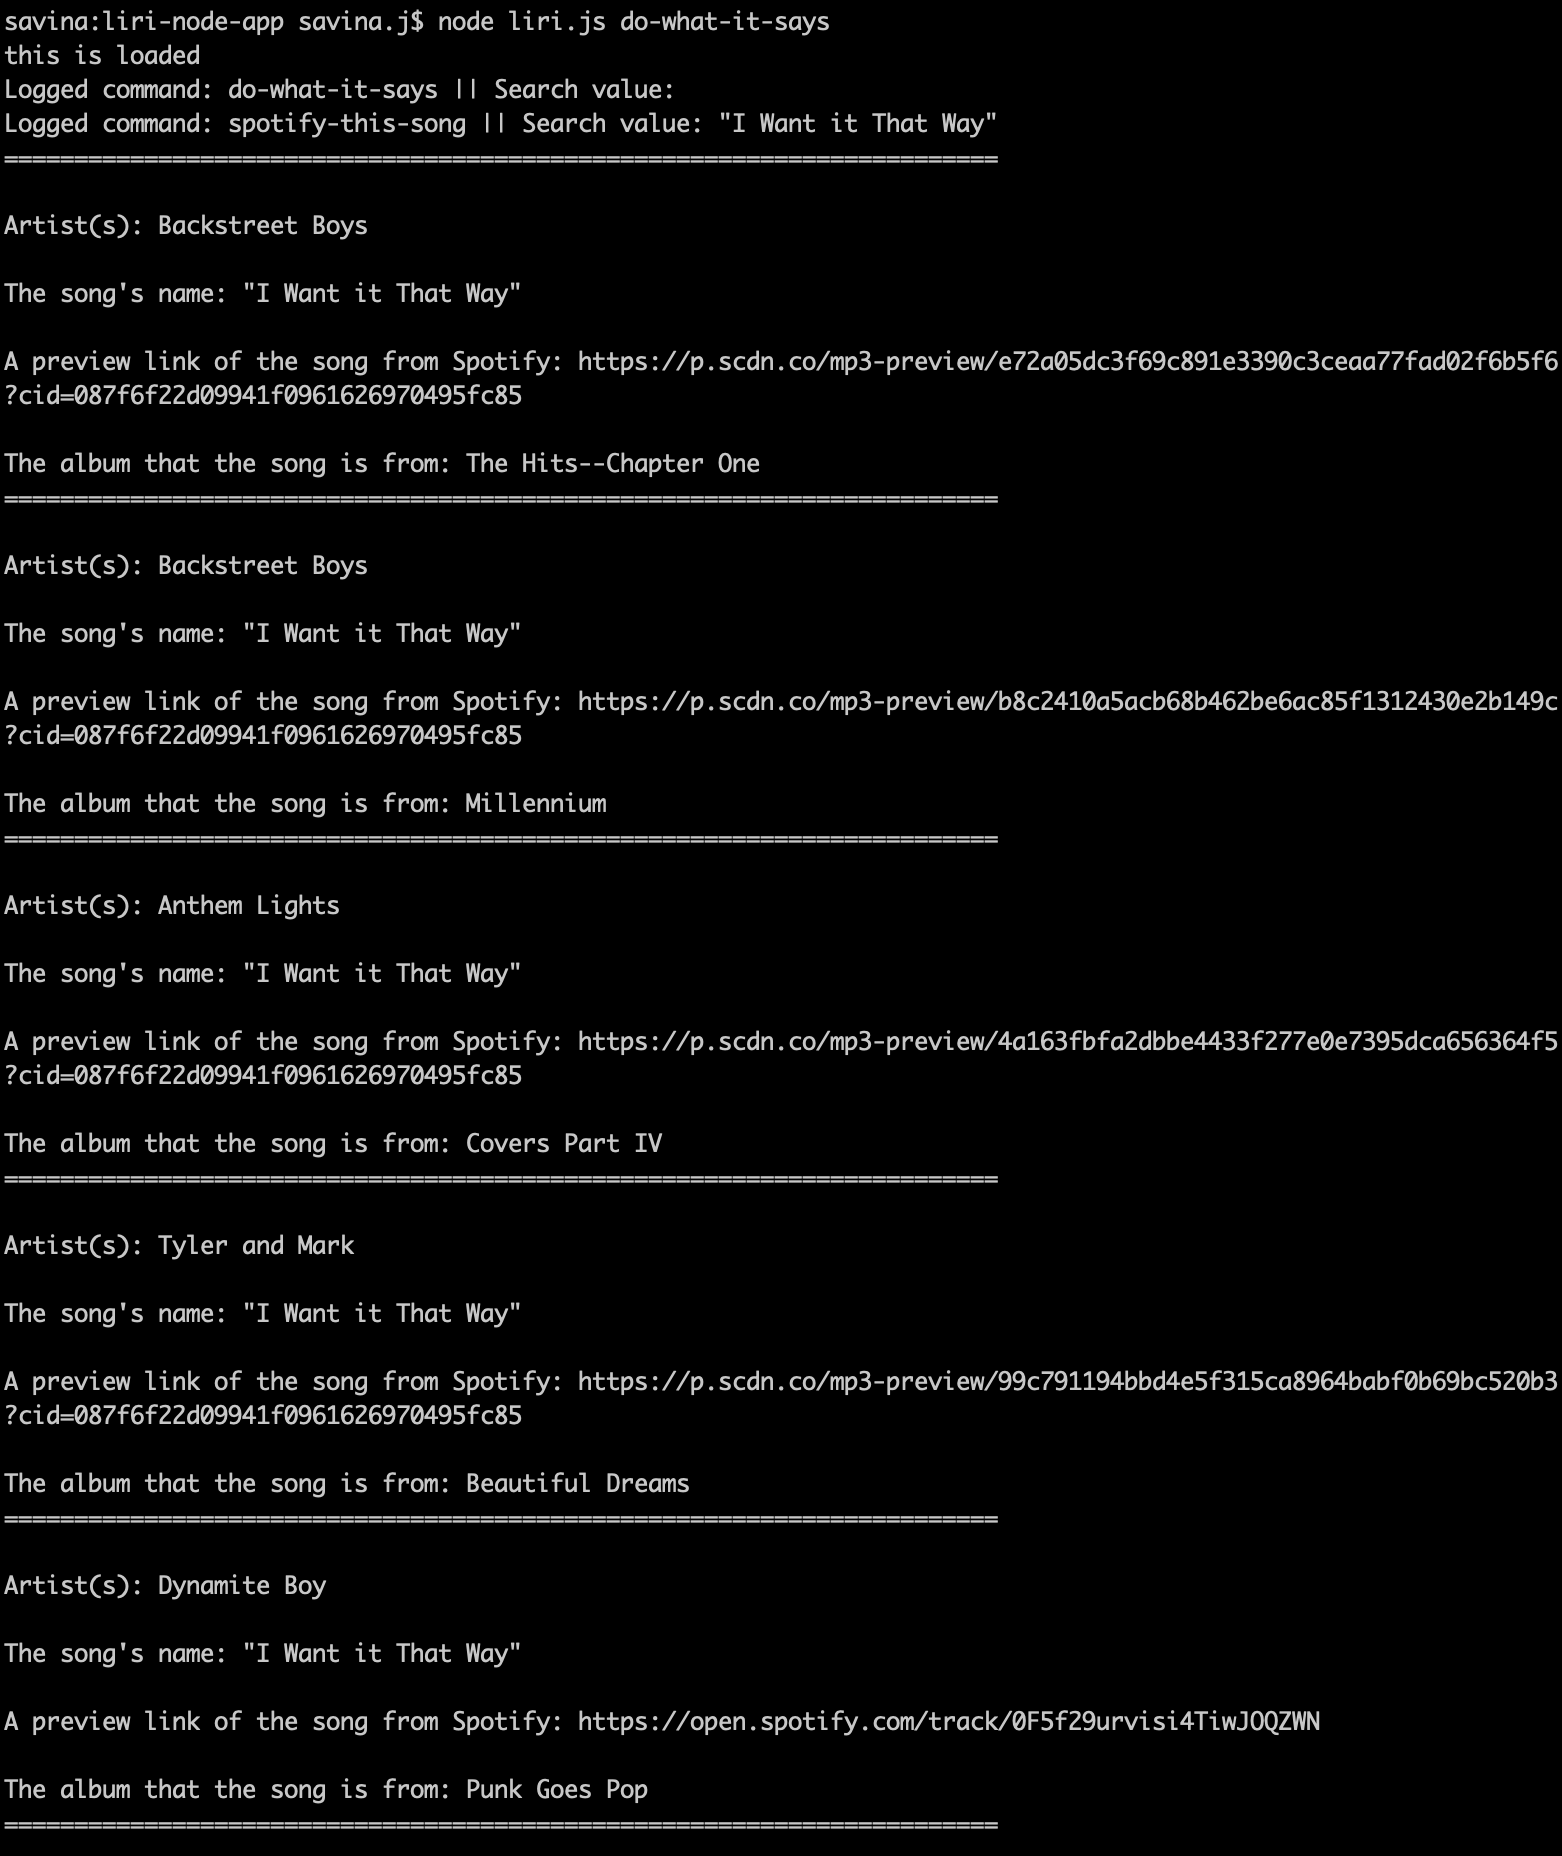 savina:liri-node-app savina.j$ node liri.js do-what-it-says
this is loaded
Logged command: do-what-it-says || Search value:
Logged command: spotify-this-song || Search value: "I Want it That Way"
=======================================================================
Artist(s): Backstreet Boys
The song's name: "I Want it That Way"
A preview link of the song from Spotify: https://p.scdn.co/mp3-preview/e72a05dc3f69c891e3390c3ceaa77fad02f6b5f6
?cid=087f6f22d09941f0961626970495fc85
The album that the song is from: The Hits--Chapter One
=======================================================================
Artist(s): Backstreet Boys
The song's name: "I Want it That Way"
A preview link of the song from Spotify: https://p.scdn.co/mp3-preview/b8c2410a5acb68b462be6ac85f1312430e2b149c
?cid=087f6f22d09941f0961626970495fc85
The album that the song is from: Millennium
=======================================================================
Artist(s): Anthem Lights
The song's name: "I Want it That Way"
A preview link of the song from Spotify: https://p.scdn.co/mp3-preview/4a163fbfa2dbbe4433f277e0e7395dca656364f5
?cid=087f6f22d09941f0961626970495fc85
The album that the song is from: Covers Part IV
=======================================================================
Artist(s): Tyler and Mark
The song's name: "I Want it That Way"
A preview link of the song from Spotify: https://p.scdn.co/mp3-preview/99c791194bbd4e5f315ca8964babf0b69bc520b3
?cid=087f6f22d09941f0961626970495fc85
The album that the song is from: Beautiful Dreams
=======================================================================
Artist(s): Dynamite Boy
The song's name: "I Want it That Way"
A preview link of the song from Spotify: https://open.spotify.com/track/0F5f29urvisi4TiwJOQZWN
The album that the song is from: Punk Goes Pop
=======================================================================